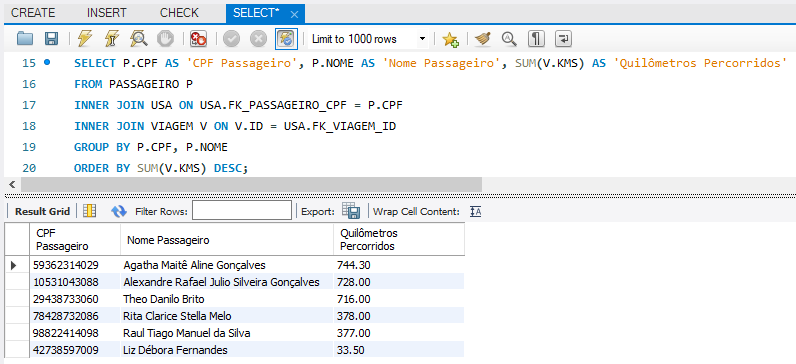 CREATE INSERT CHECK SELECT*
Limit to 1000 rows
15 SELECT P.CPF AS 'CPF Passageiro', P.NOME AS 'Nome Passageiro', SUM(V.KMS) AS 'Quilômetros Percorridos'
16 FROM PASSAGEIRO P
17 INNER JOIN USA ON USA.FK_PASSAGEIRO_CPF = P.CPF
18 INNER JOIN VIAGEM V ON V.ID = USA.FK_VIAGEM_ID
19 GROUP BY P.CPF, P.NOME
20 ORDER BY SUM(V.KMS) DESC;
Result Grid Filter Rows: Export: Wrap Cell Content:
CPF Passageiro Nome Passageiro Quilômetros Percorridos
59362314029 Agatha Maitê Aline Gonçalves 744.30
10531043088 Alexandre Rafael Julio Silveira Gonçalves 728.00
29438733060 Theo Danilo Brito 716.00
78428732086 Rita Clarice Stella Melo 378.00
98822414098 Raul Tiago Manuel da Silva 377.00
42738597009 Liz Débora Fernandes 33.50